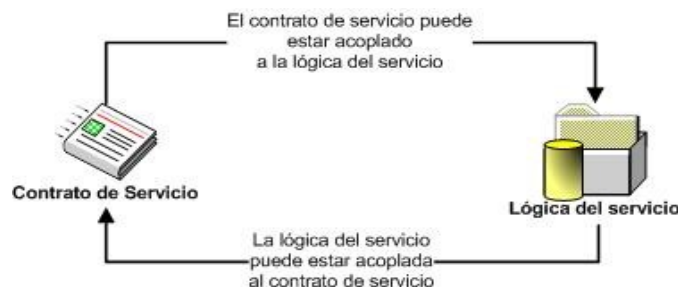 El contrato de servicio puede
estar acoplado
a la lógica del servicio
Contrato de Servicio
Lógica del servicio
La lógica del servicio
puede estar acoplada
al contrato de servicio